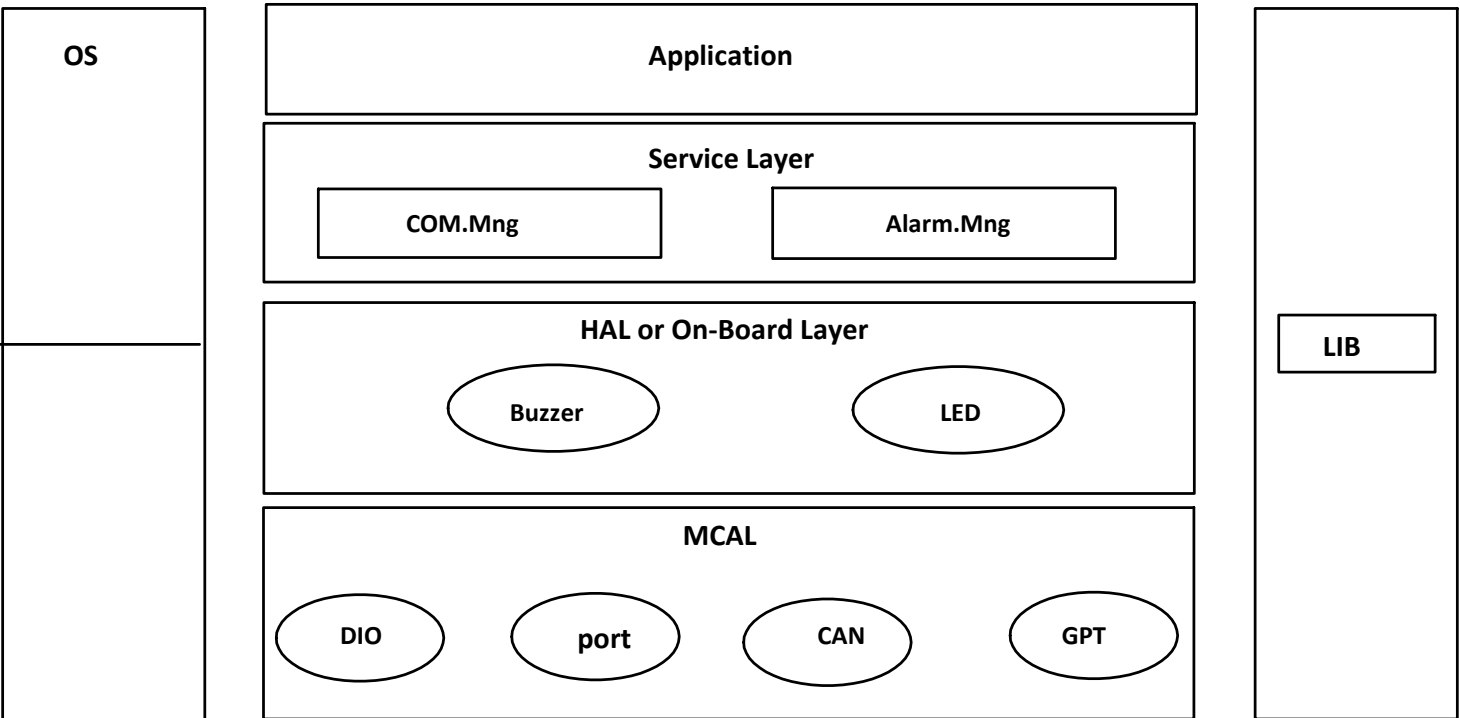 OS
Application
Service Layer
COM.Mng
Alarm.Mng
HAL or On-Board Layer
Buzzer
LED
LIB
MCAL
DIO
port
CAN
GPT